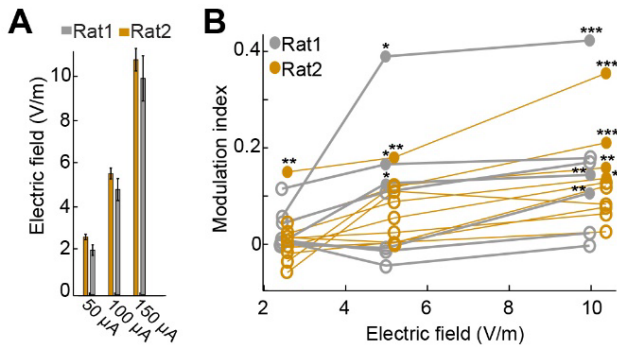 A
Rat1 Rat2
Electric field (V/m)
10
8
6
4
2
0
50 µA
100 µA
150 µA
B
Rat1
Rat2
Modulation index
0.4
0.2
0
2
4
6
8
10
Electric field (V/m)
*
***
***
**
**
*
*
***
**
*
**
**